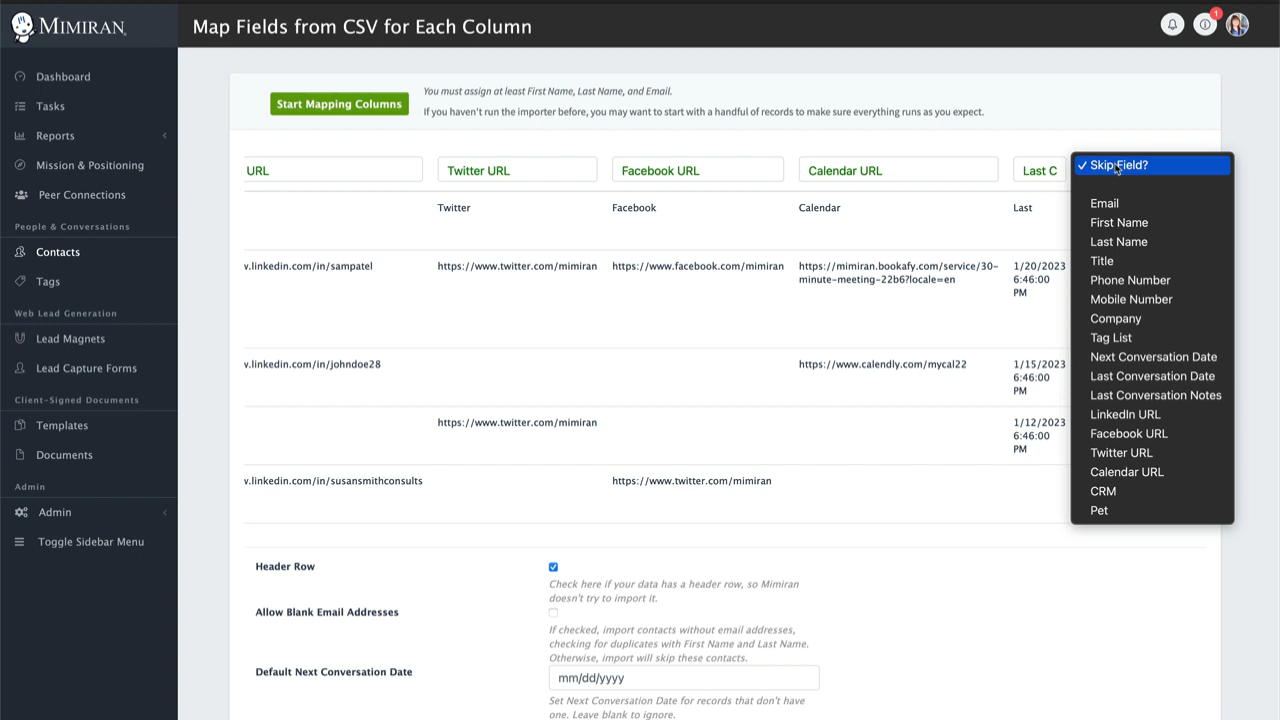 MIMIRAN
Map Fields from CSV for Each Column
1
Dashboard
Tasks
Reports
Mission & Positioning
Peer Connections
People & Conversations
Contacts
Tags
Web Lead Generation
Lead Magnets
Lead Capture Forms
Client-Signed Documents
Templates
Documents
Admin
Admin
Toggle Sidebar Menu
Start Mapping Columns
You must assign at least First Name, Last Name, and Email.
If you haven't run the importer before, you may want to start with a handful of records to make sure everything runs as you expect.
URL Twitter URL Facebook URL Calendar URL Last C
Twitter Facebook Calendar Last
v.linkedin.com/in/sampatel https://www.twitter.com/mimiran https://www.facebook.com/mimiran https://mimiran.bookafy.com/service/30- 1/20/2023
minute-meeting-22b6?locale=en 6:46:00
PM
v.linkedin.com/in/johndoe28 https://www.calendly.com/mycal22 1/15/2023
6:46:00
PM
https://www.twitter.com/mimiran 1/12/2023
6:46:00
PM
v.linkedin.com/in/susansmithconsults https://www.twitter.com/mimiran
✓ Skip Field?
Email
First Name
Last Name
Title
Phone Number
Mobile Number
Company
Tag List
Next Conversation Date
Last Conversation Date
Last Conversation Notes
LinkedIn URL
Facebook URL
Twitter URL
Calendar URL
CRM
Pet
Header Row
Check here if your data has a header row, so Mimiran
doesn't try to import it.
Allow Blank Email Addresses
If checked, import contacts without email addresses,
checking for duplicates with First Name and Last Name.
Otherwise, import will skip these contacts.
Default Next Conversation Date
mm/dd/yyyy
Set Next Conversation Date for records that don't have
one. Leave blank to ignore.